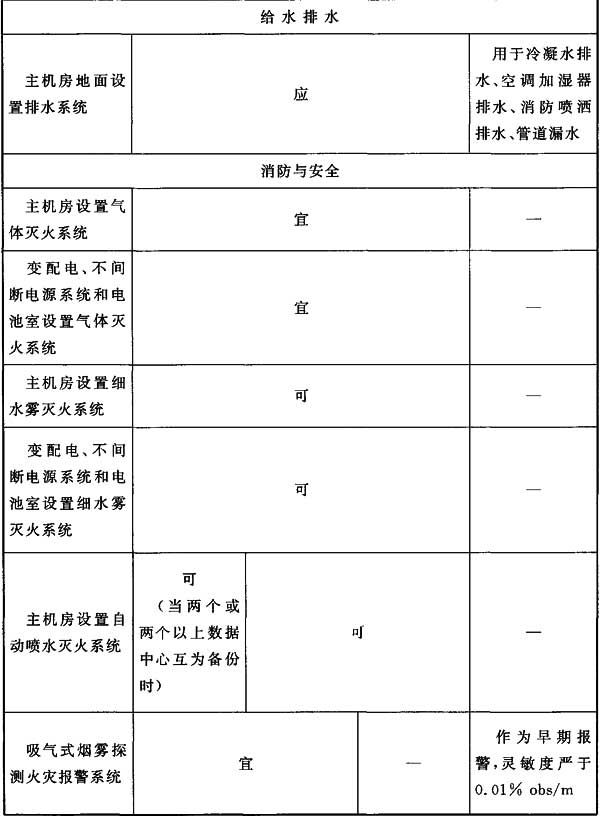 给水排水
主机房地面设
置排水系统
应
用于冷凝水排
水、空调加湿器
排水、消防喷洒
排水、管道漏水
消防与安全
主机房设置气
体灭火系统
宜
—
变配电、不间
断电源系统和电
池室设置气体灭
火系统
宜
—
主机房设置细
水雾灭火系统
可
—
变配电、不间
断电源系统和电
池室设置细水雾
灭火系统
可
—
主机房设置自
动喷水灭火系统
可
（当两个或
两个以上数据
中心互为备份
时）
可
—
吸气式烟雾探
测火灾报警系统
宜
—
作为早期报
警,灵敏度严于
0.01% obs/m